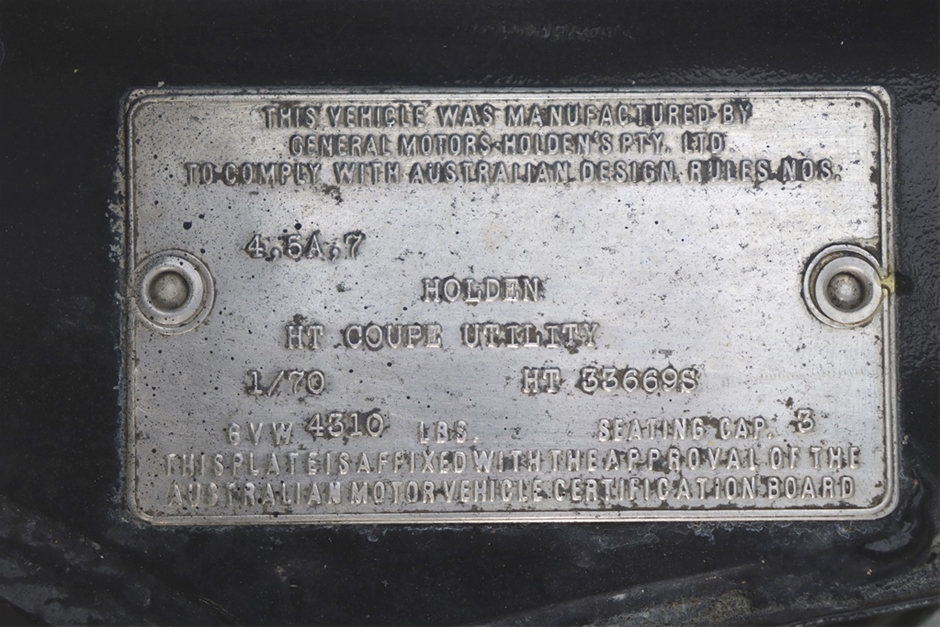 THIS VEHICLE WAS MANUFACTURED BY
GENERAL MOTORS-HOLDEN'S PTY. LTD
TO COMPLY WITH AUSTRALIAN DESIGN RULES NOS.
4,5A,7
HOLDEN
HT COUPE UTILITY
1/70 HT 33669S
GVW 4310 LBS. SEATING CAP. 3
THIS PLATE IS AFFIXED WITH THE APPROVAL OF THE
AUSTRALIAN MOTOR VEHICLE CERTIFICATION BOARD